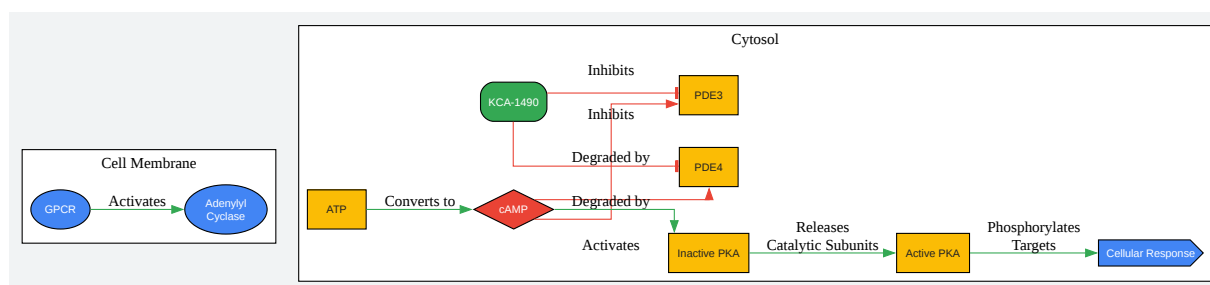 Cytosol
Inhibits
KCA-1490
PDE3
Inhibits
Cell Membrane
Degraded by
PDE4
GPCR
Activates
Adenylyl
Cyclase
ATP
Converts to
cAMP
Degraded by
Activates
Inactive PKA
Releases
Catalytic Subunits
Active PKA
Phosphorylates
Targets
Cellular Response